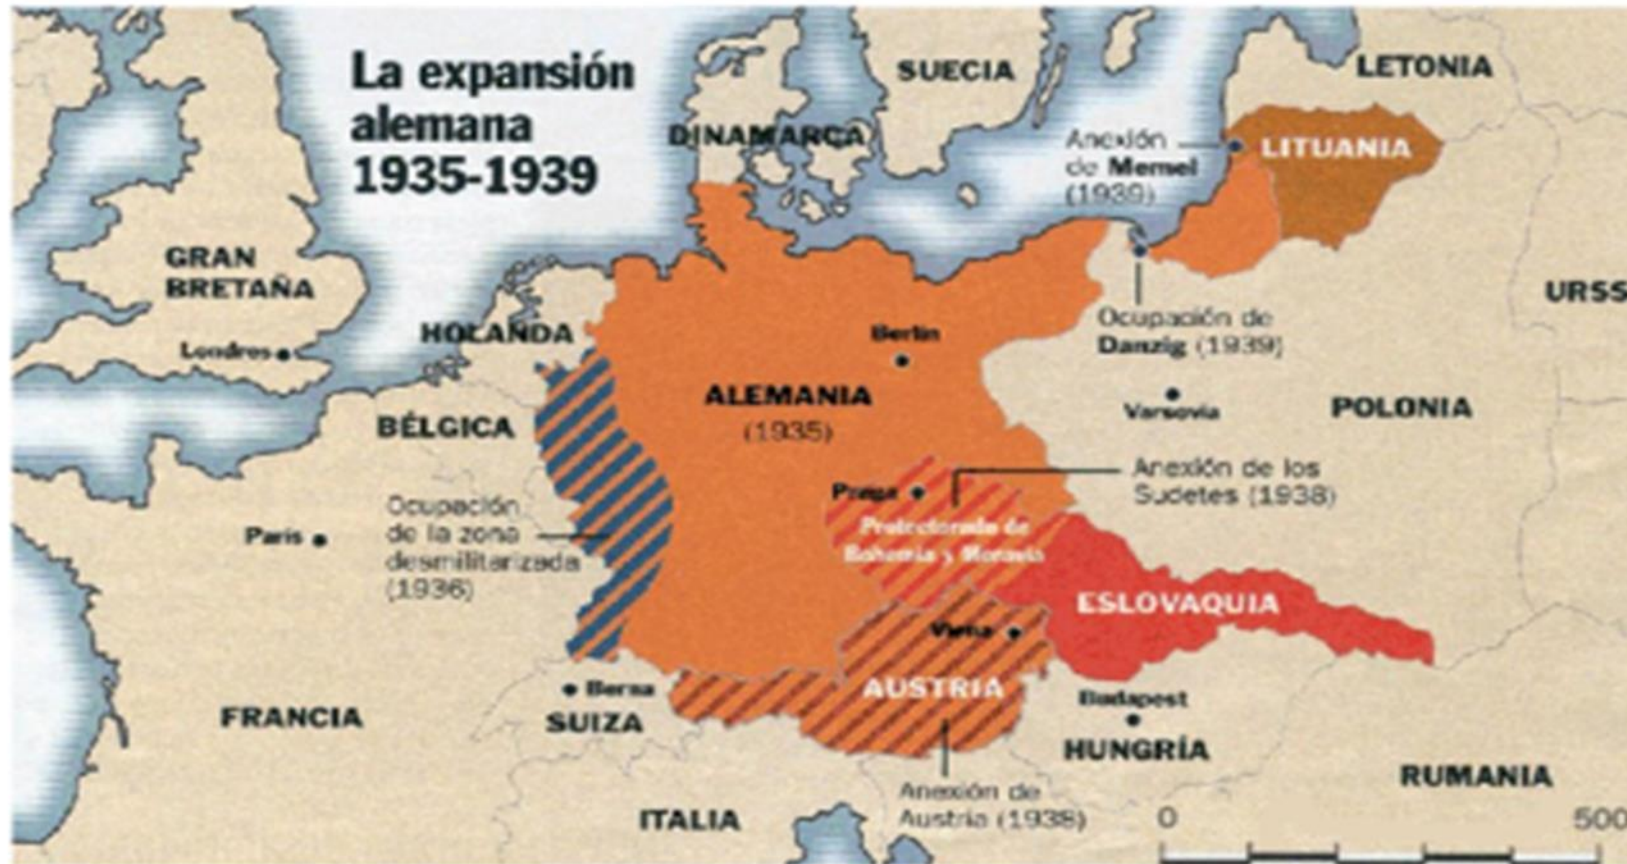 La expansión
alemana
1935-1939
SUECIA
LETONIA
DINAMARCA
Anexión
de Memel
(1939)
LITUANIA
GRAN
BRETAÑA
Londres
HOLANDA
Berlín
Ocupación de
Danzig (1939)
URSS
ALEMANIA
(1935)
BÉLGICA
Varsovia
POLONIA
Anexión de los
Sudetes (1938)
Praga
Protectorado de
Bohemia y Moravia
Ocupación
de la zona
desmilitarizada
(1936)
París
ESLOVAQUIA
Viena
AUSTRIA
Berna
SUIZA
FRANCIA
Budapest
HUNGRÍA
RUMANIA
Anexión de
Austria (1938)
ITALIA
0
500